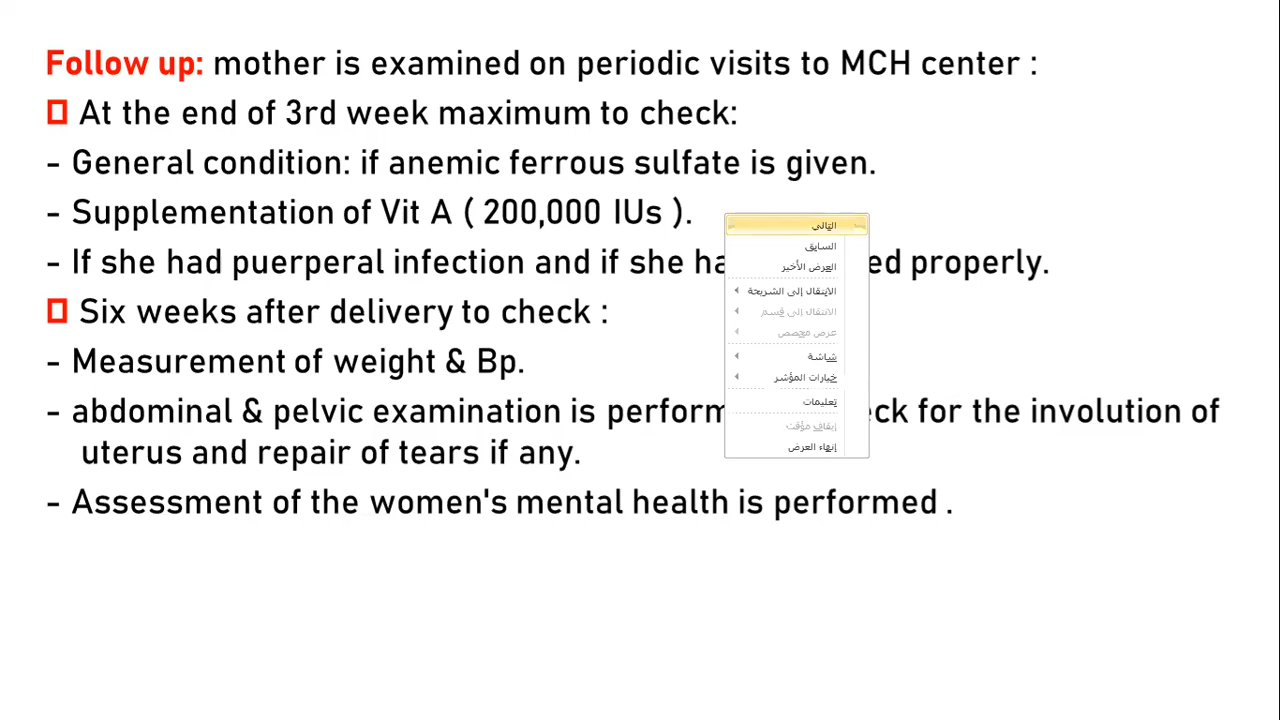 Follow up: mother is examined on periodic visits to MCH center :
At the end of 3rd week maximum to check:
- General condition: if anemic ferrous sulfate is given.
- Supplementation of Vit A ( 200,000 IUs ).
- If she had puerperal infection and if she ha ed properly.
Six weeks after delivery to check :
- Measurement of weight & Bp.
- abdominal & pelvic examination is perform eck for the involution of
uterus and repair of tears if any.
- Assessment of the women's mental health is performed .
التالي
السابق
العرض الأخير
الانتقال إلى الشريحة
الانتقال إلى قسم
عرض مخصص
شاشة
خيارات المؤشر
تعليمات
إيقاف مؤقت
إنهاء العرض